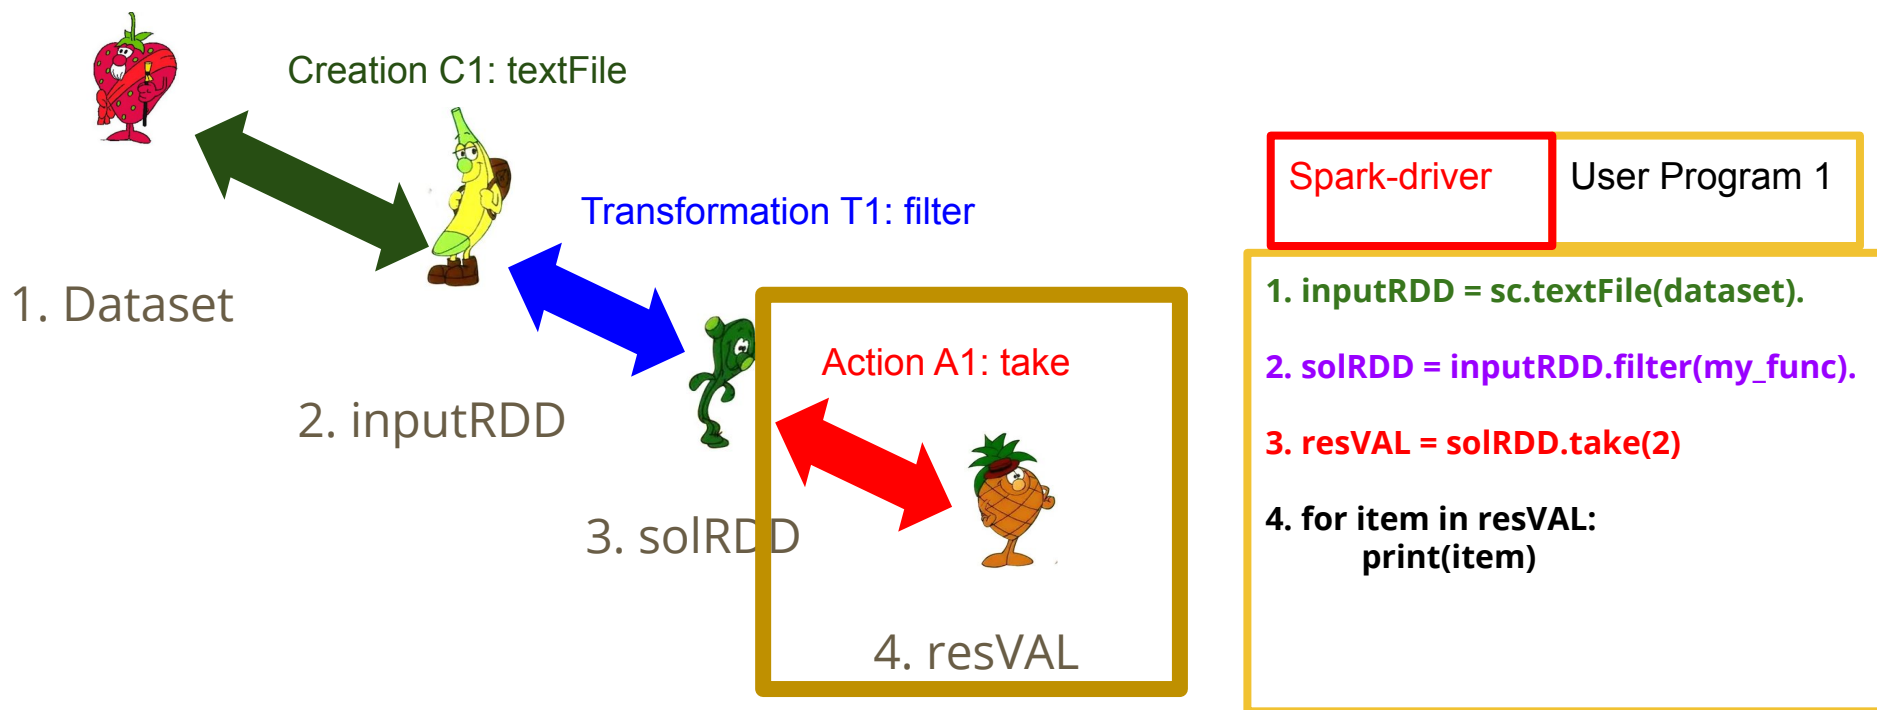 Creation C1: textFile
Transformation T1: filter
1. Dataset
Action A1: take
2. inputRDD
3. solRDD
4. resVAL
Spark-driver
User Program 1
1. inputRDD = sc.textFile(dataset).
2. solRDD = inputRDD.filter(my_func).
3. resVAL = solRDD.take(2)
4. for item in resVAL:
print(item)